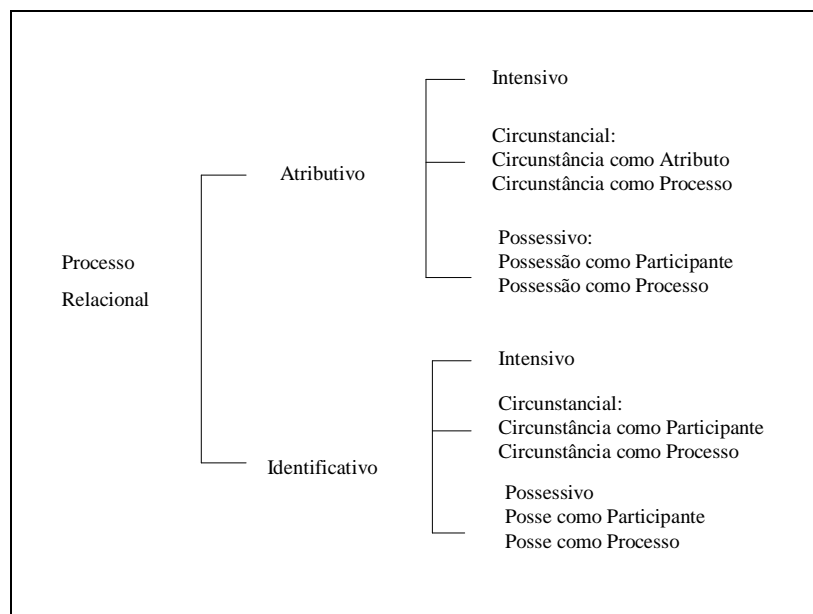 Processo
Relacional
Atributivo
Intensivo
Circunstancial:
Circunstância como Atributo
Circunstância como Processo
Possessivo:
Possessão como Participante
Possessão como Processo
Identificativo
Intensivo
Circunstancial:
Circunstância como Participante
Circunstância como Processo
Possessivo
Posse como Participante
Posse como Processo